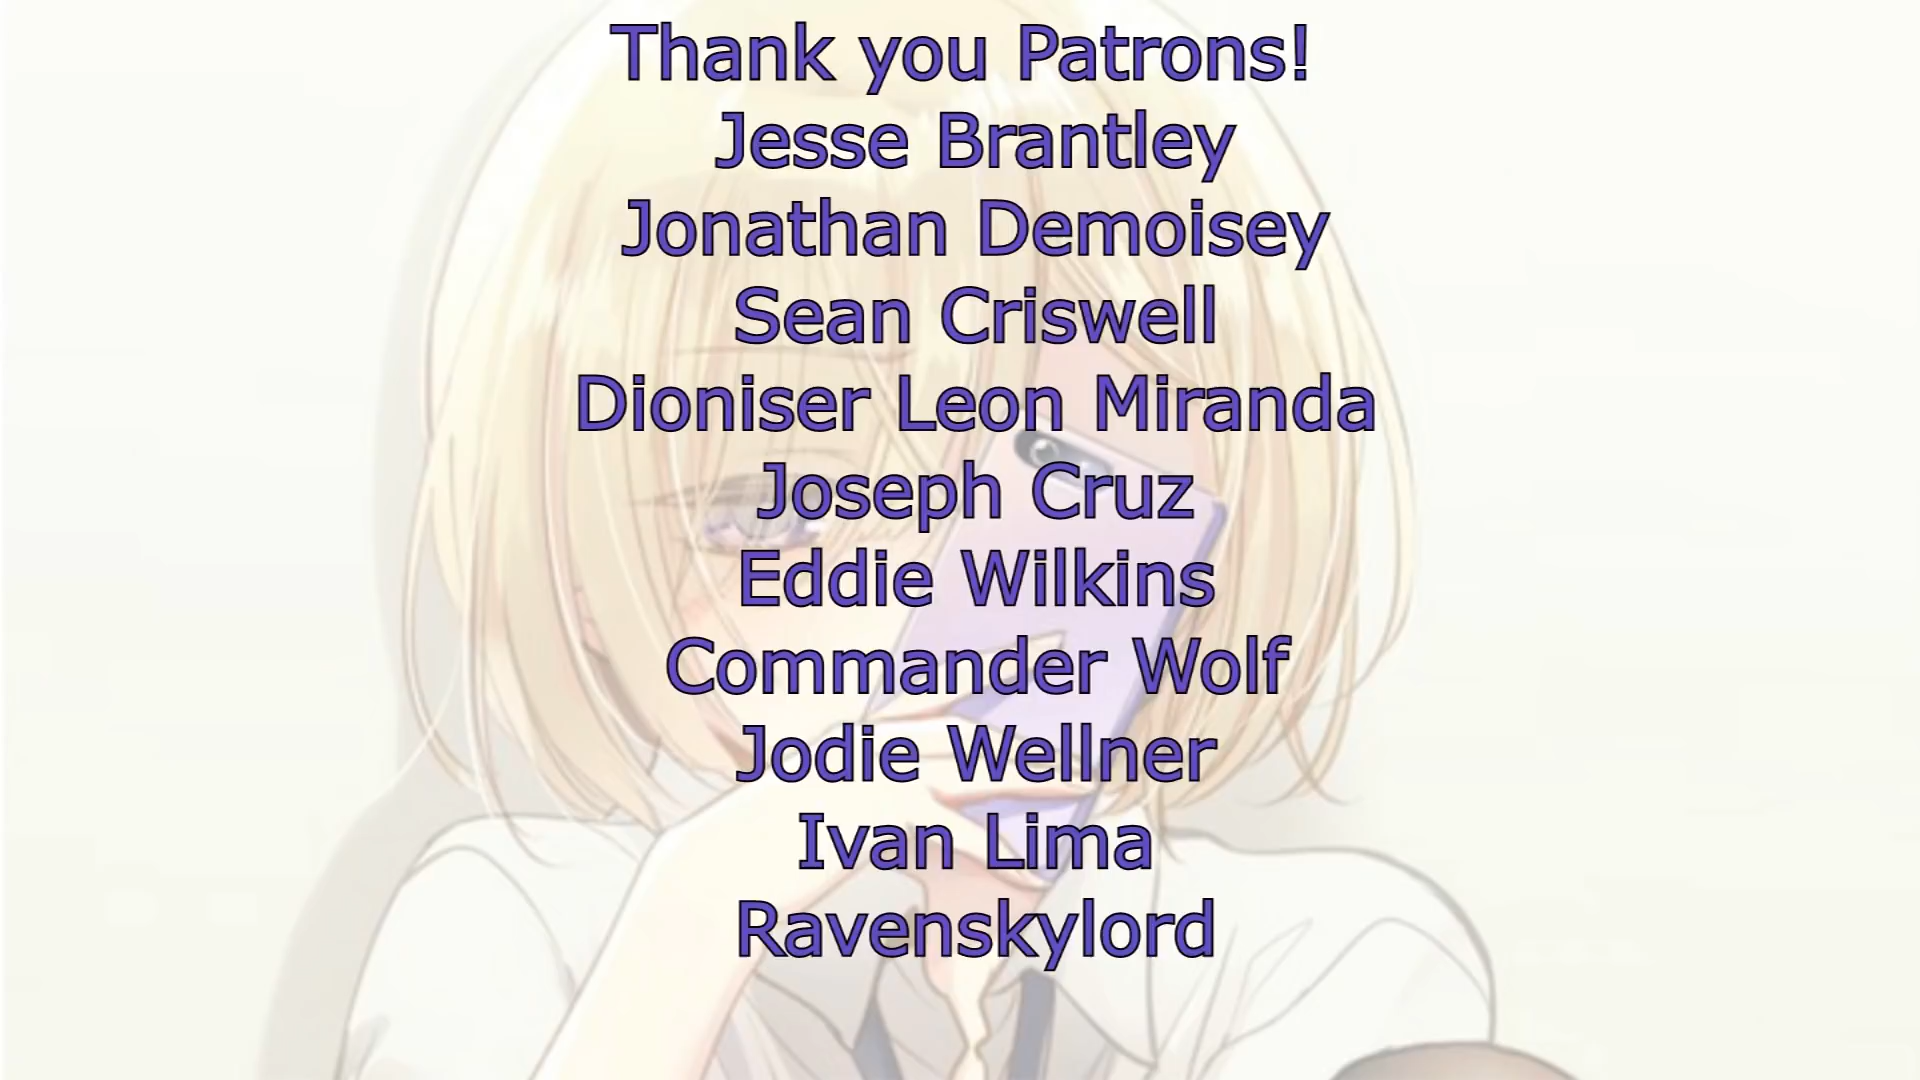 Thank you Patrons!
Jesse Brantley
Jonathan Demoisey
Sean Criswell
Dioniser Leon Miranda
Joseph Cruz
Eddie Wilkins
Commander Wolf
Jodie Wellner
Ivan Lima
Ravenskylord